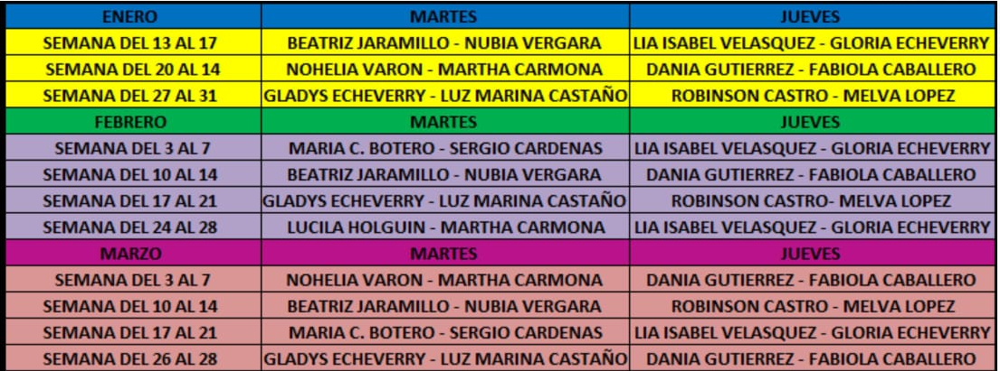 ENERO MARTES JUEVES
SEMANA DEL 13 AL 17 BEATRIZ JARAMILLO - NUBIA VERGARA LIA ISABEL VELASQUEZ - GLORIA ECHEVERRY
SEMANA DEL 20 AL 14 NOHELIA VARON - MARTHA CARMONA DANIA GUTIERREZ - FABIOLA CABALLERO
SEMANA DEL 27 AL 31 GLADYS ECHEVERRY - LUZ MARINA CASTAÑO ROBINSON CASTRO - MELVA LOPEZ
FEBRERO MARTES JUEVES
SEMANA DEL 3 AL 7 MARIA C. BOTERO - SERGIO CARDENAS LIA ISABEL VELASQUEZ - GLORIA ECHEVERRY
SEMANA DEL 10 AL 14 BEATRIZ JARAMILLO - NUBIA VERGARA DANIA GUTIERREZ - FABIOLA CABALLERO
SEMANA DEL 17 AL 21 GLADYS ECHEVERRY - LUZ MARINA CASTAÑO ROBINSON CASTRO- MELVA LOPEZ
SEMANA DEL 24 AL 28 LUCILA HOLGUIN - MARTHA CARMONA LIA ISABEL VELASQUEZ - GLORIA ECHEVERRY
MARZO MARTES JUEVES
SEMANA DEL 3 AL 7 NOHELIA VARON - MARTHA CARMONA DANIA GUTIERREZ - FABIOLA CABALLERO
SEMANA DEL 10 AL 14 BEATRIZ JARAMILLO - NUBIA VERGARA ROBINSON CASTRO - MELVA LOPEZ
SEMANA DEL 17 AL 21 MARIA C. BOTERO - SERGIO CARDENAS LIA ISABEL VELASQUEZ - GLORIA ECHEVERRY
SEMANA DEL 26 AL 28 GLADYS ECHEVERRY - LUZ MARINA CASTAÑO DANIA GUTIERREZ - FABIOLA CABALLERO